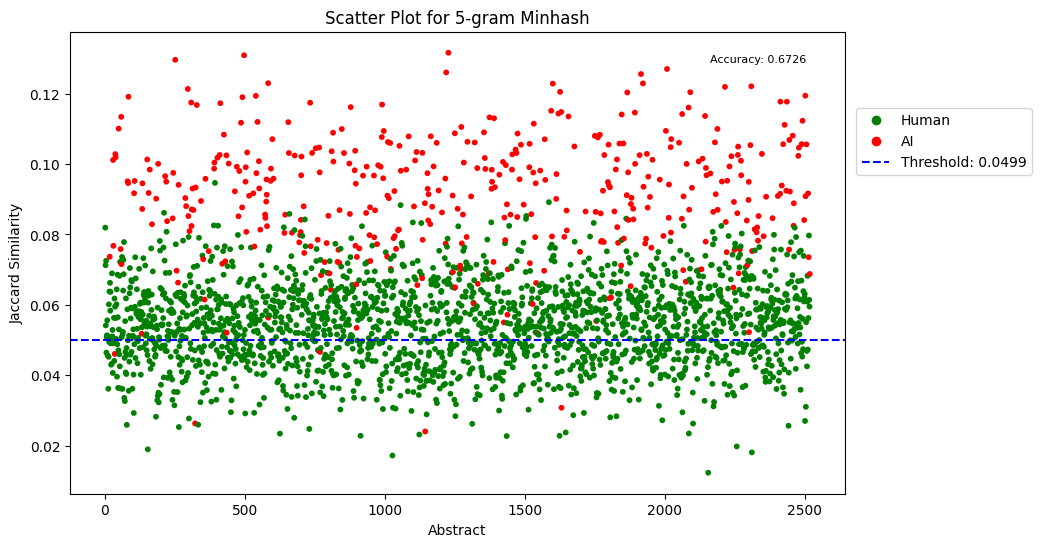 Scatter Plot for 5-gram Minhash
Accuracy: 0.6726
Human
AI
Threshold: 0.0499
Jaccard Similarity
0.12
0.10
0.08
0.06
0.04
0.02
0
500
1000
1500
2000
2500
Abstract